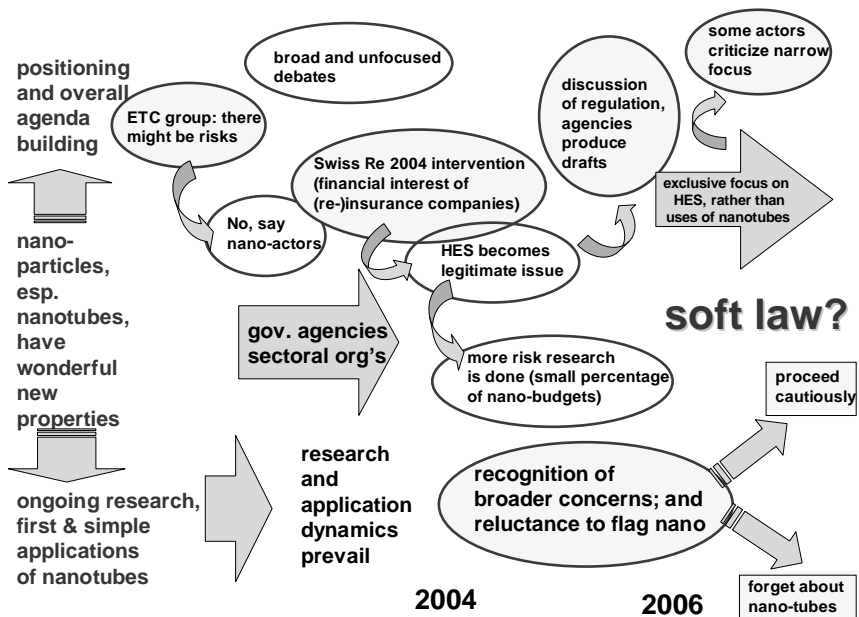 positioning
and overall
agenda
building
ETC group: there
might be risks
broad and unfocused
debates
No, say
nano-actors
Swiss Re 2004 intervention
(financial interest of
(re-)insurance companies)
HES becomes
legitimate issue
discussion
of regulation,
agencies
produce
drafts
some actors
criticize narrow
focus
exclusive focus on
HES, rather than
uses of nanotubes
nano-
particles,
esp.
nanotubes,
have
wonderful
new
properties
gov. agencies
sectoral org's
more risk research
is done (small percentage
of nano-budgets)
soft law?
proceed
cautiously
ongoing research,
first & simple
applications
of nanotubes
research
and
application
dynamics
prevail
recognition of
broader concerns; and
reluctance to flag nano
forget about
nano-tubes
2004
2006